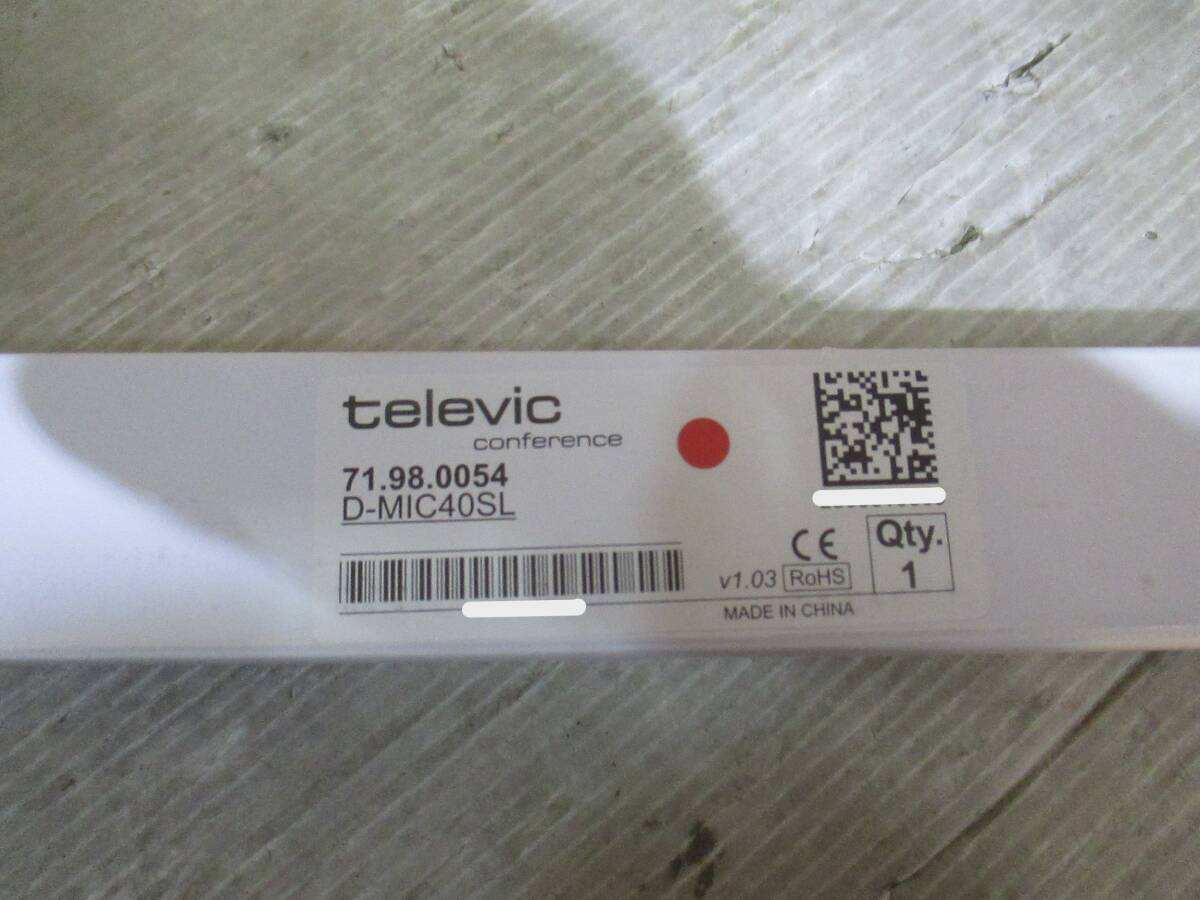 televic
conference
71.98.0054
D-MIC40SL
CE
v1.03 RoHS
Qty.
1
MADE IN CHINA